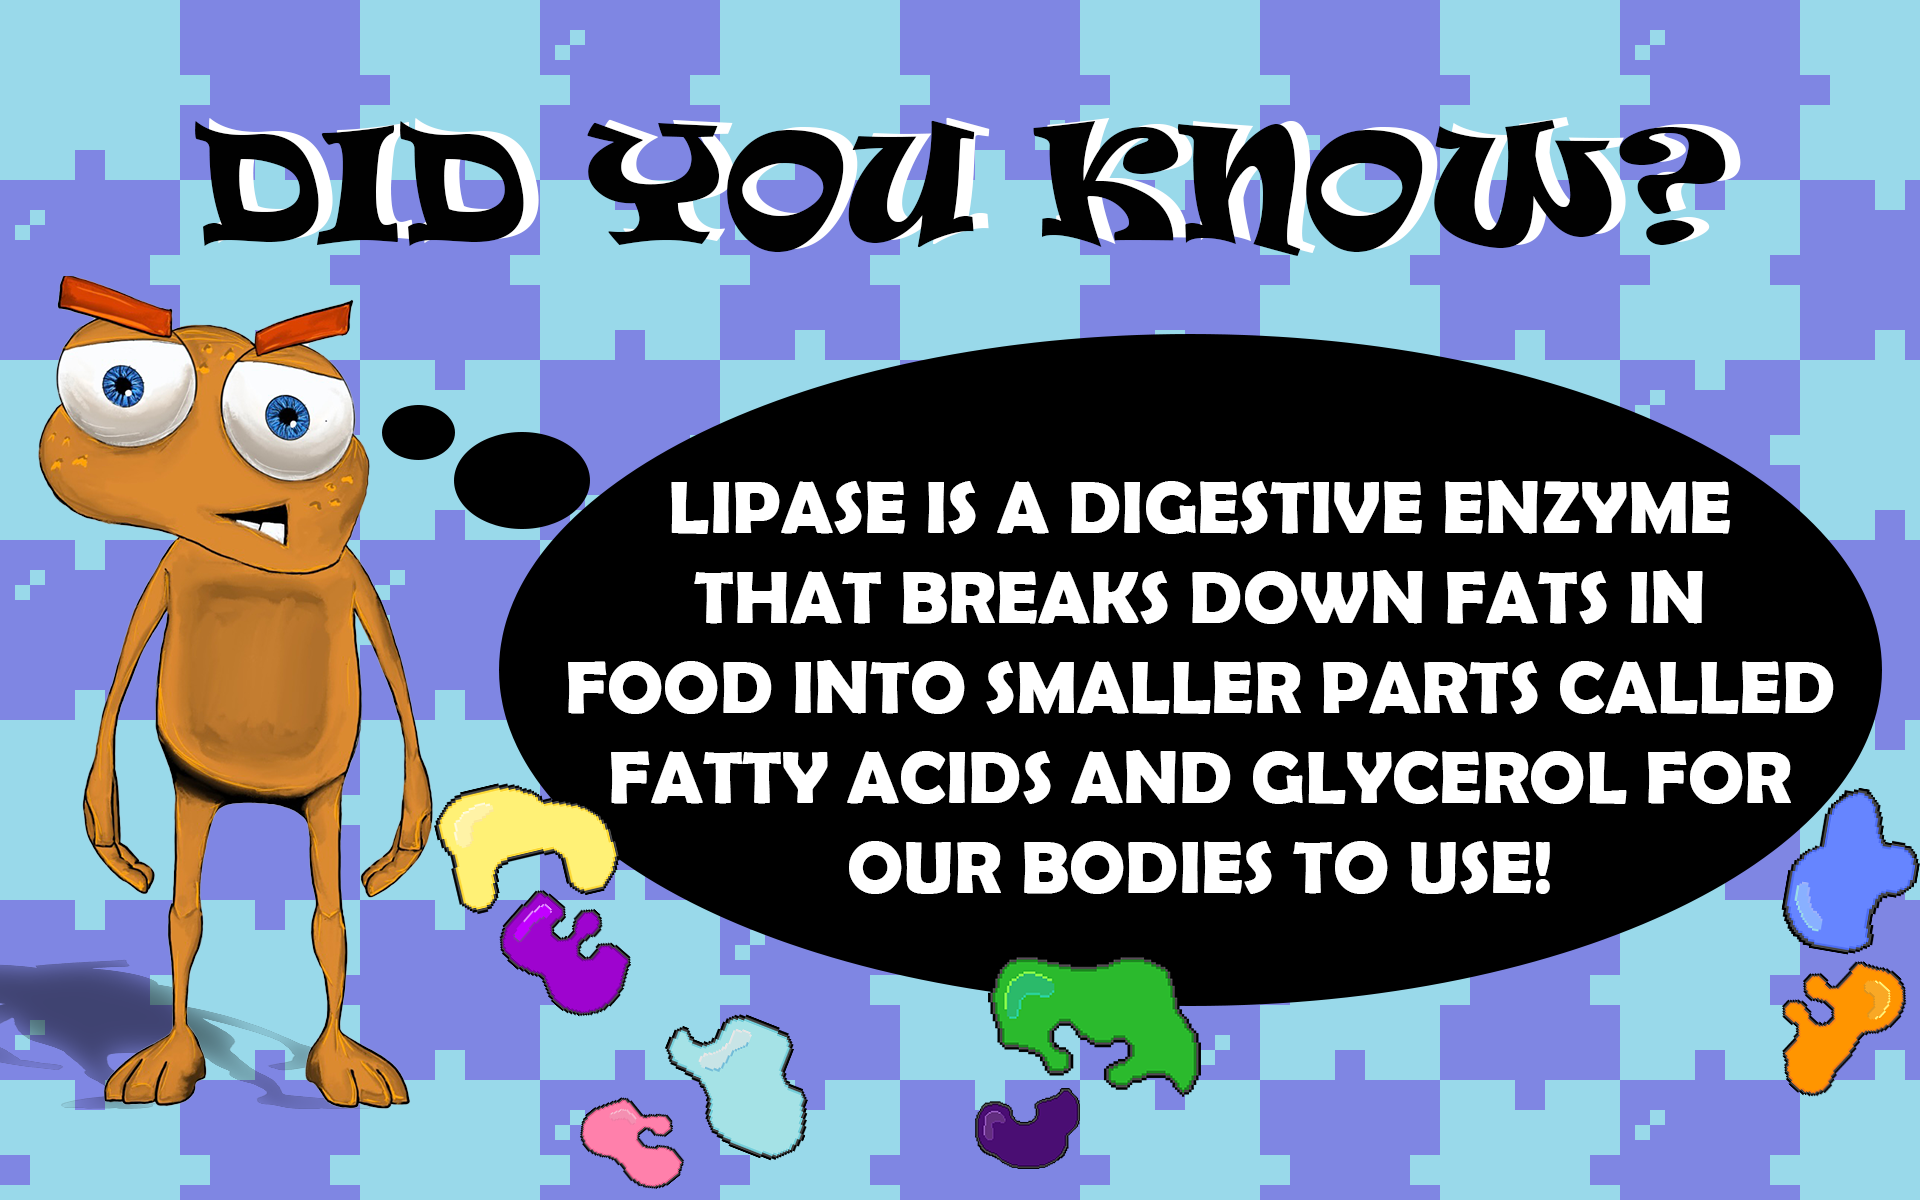 DID YOU KNOW?
LIPASE IS A DIGESTIVE ENZYME
THAT BREAKS DOWN FATS IN
FOOD INTO SMALLER PARTS CALLED
FATTY ACIDS AND GLYCEROL FOR
OUR BODIES TO USE!